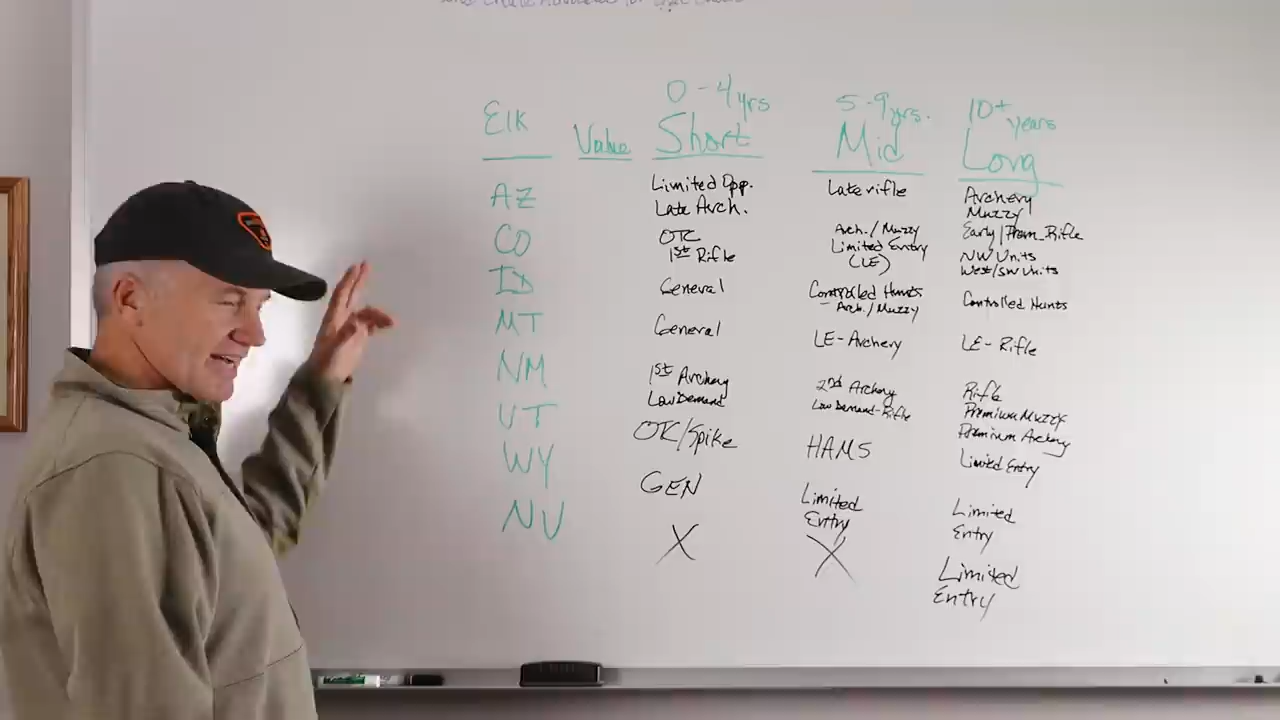 Elk Value 0-4yrs Short 5-9yrs. Mid 10+ years Long
AZ Limited Opp. Late rifle Archery
Late Arch. Muzzy
CO OTC Arch./Muzzy Early/Prem. Rifle
1st Rifle Limited Entry NW Units
(LE) West/SW Units
ID General Controlled Hunts Controlled Hunts
- Arch./Muzzy
MT General LE-Archery LE-Rifle
NM 1st Archery 2nd Archery Rifle
Low Demand Low Demand-Rifle Premium Muzzy
Premium Archery
UT OTC/Spike HAMS Limited Entry
WY GEN Limited Limited
Entry Entry
NV X X Limited
Entry